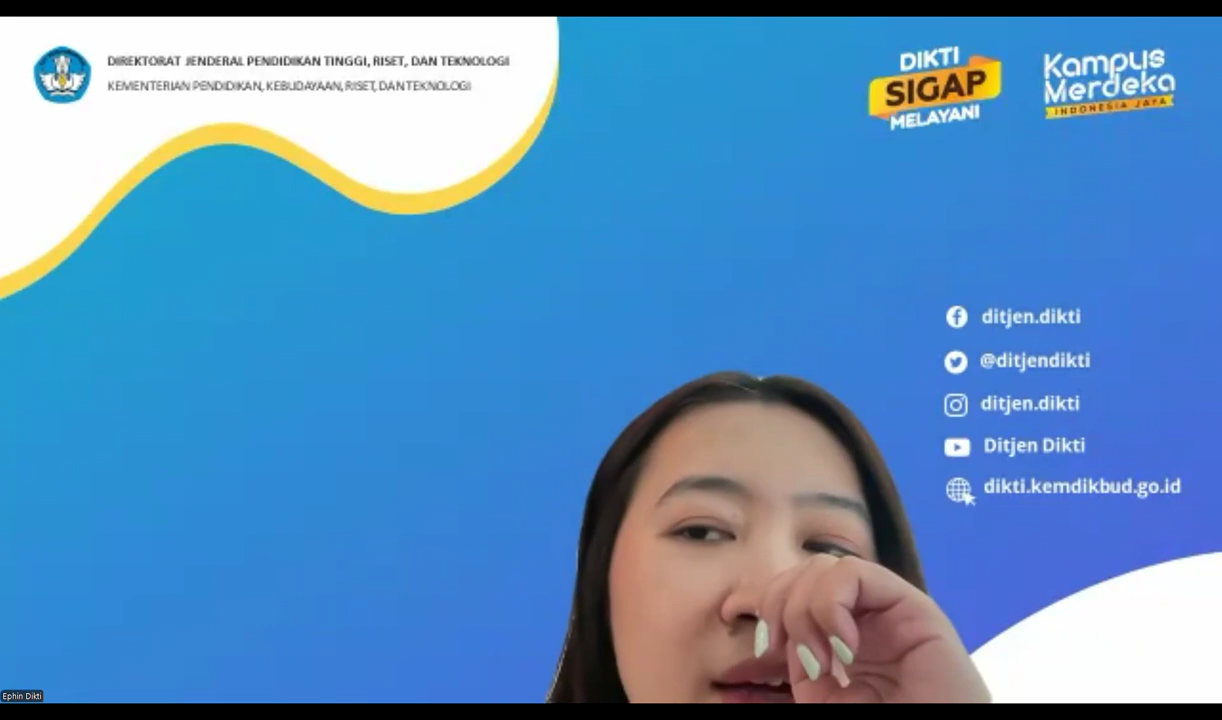 DIREKTORAT JENDERAL PENDIDIKAN TINGGI, RISET, DAN TEKNOLOGI
KEMENTERIAN PENDIDIKAN, KEBUDAYAAN, RISET, DAN TEKNOLOGI
DIKTI
SIGAP
MELAYANI
Kampus
Merdeka
INDONESIA JAYA
ditjen.dikti
@ditjendikti
ditjen.dikti
Ditjen Dikti
dikti.kemdikbud.go.id
Ephin Dikti